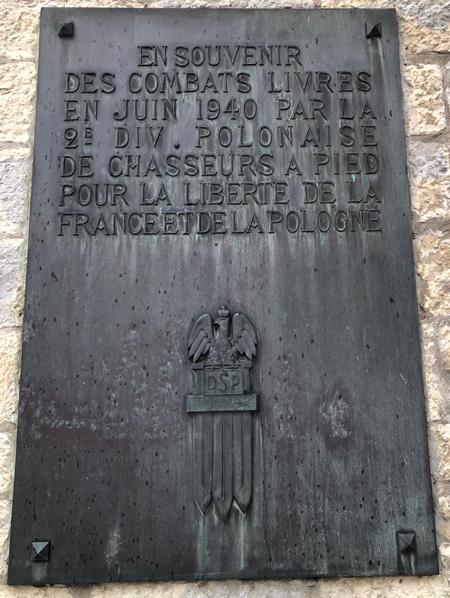 EN SOUVENIR
DES COMBATS LIVRES
EN JUIN 1940 PAR LA
2E DIV. POLONAISE
DE CHASSEURS A PIED
POUR LA LIBERTE DE LA
FRANCE ET DE LA POLOGNE
DSP